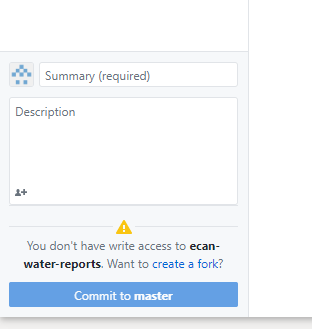 Summary (required)
Description
You don't have write access to ecan-
water-reports. Want to create a fork?
Commit to master